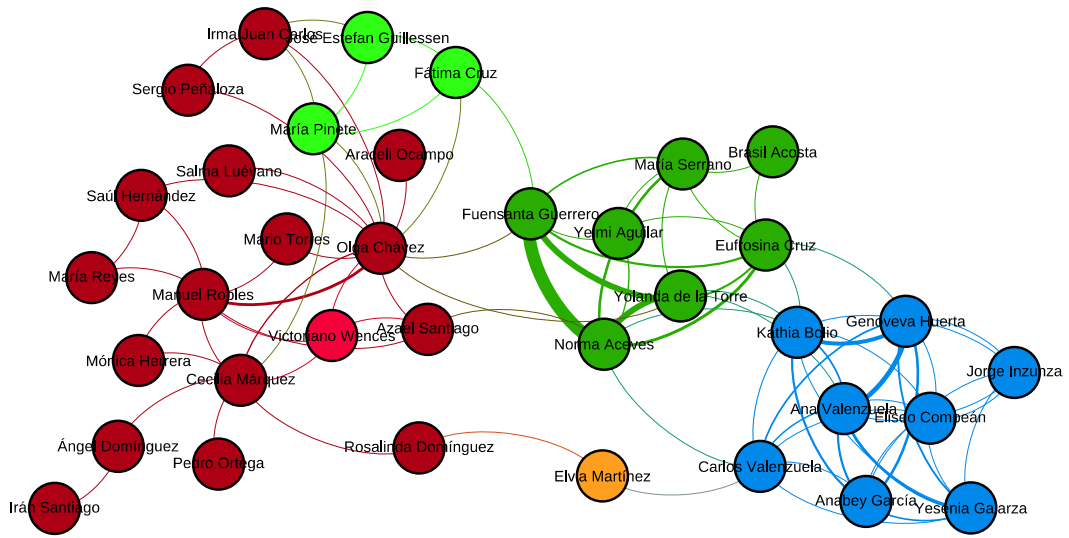 Irma Juan Carlos
José Estefan Guillessen
Fátima Cruz
Sergio Peñaloza
María Pinete
Araceli Ocampo
Brasil Acosta
María Serrano
Salma Luévano
Saúl Hernández
Fuensanta Guerrero
Yeimi Aguilar
Mario Torres
Olga Chávez
Eufrosina Cruz
María Reyes
Manuel Robles
Yolanda de la Torre
Genoveva Huerta
Victoriano Wences
Azael Santiago
Kathia Bolio
Norma Aceves
Mónica Herrera
Cecilia Márquez
Jorge Inzunza
Ana Valenzuela
Eliseo Compeán
Ángel Domínguez
Rosalinda Domínguez
Pedro Ortega
Carlos Valenzuela
Elvia Martínez
Anabey García
Yesenia Galarza
Irán Santiago